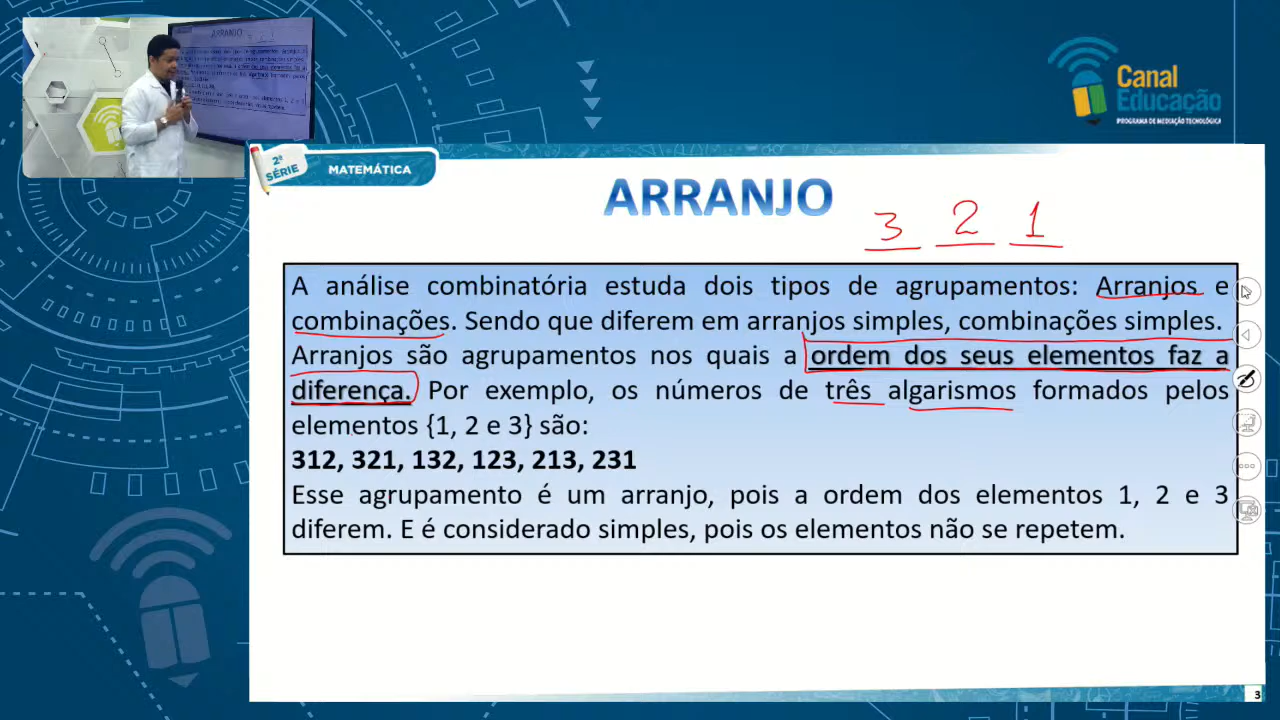 Canal
Educação
PROGRAMA DE MEDIAÇÃO TECNOLÓGICA
2ª
SÉRIE
MATEMÁTICA
ARRANJO
3 2 1
A análise combinatória estuda dois tipos de agrupamentos: Arranjos e
combinações. Sendo que diferem em arranjos simples, combinações simples.
Arranjos são agrupamentos nos quais a ordem dos seus elementos faz a
diferença. Por exemplo, os números de três algarismos formados pelos
elementos {1, 2 e 3} são:
312, 321, 132, 123, 213, 231
Esse agrupamento é um arranjo, pois a ordem dos elementos 1, 2 e 3
diferem. E é considerado simples, pois os elementos não se repetem.
3